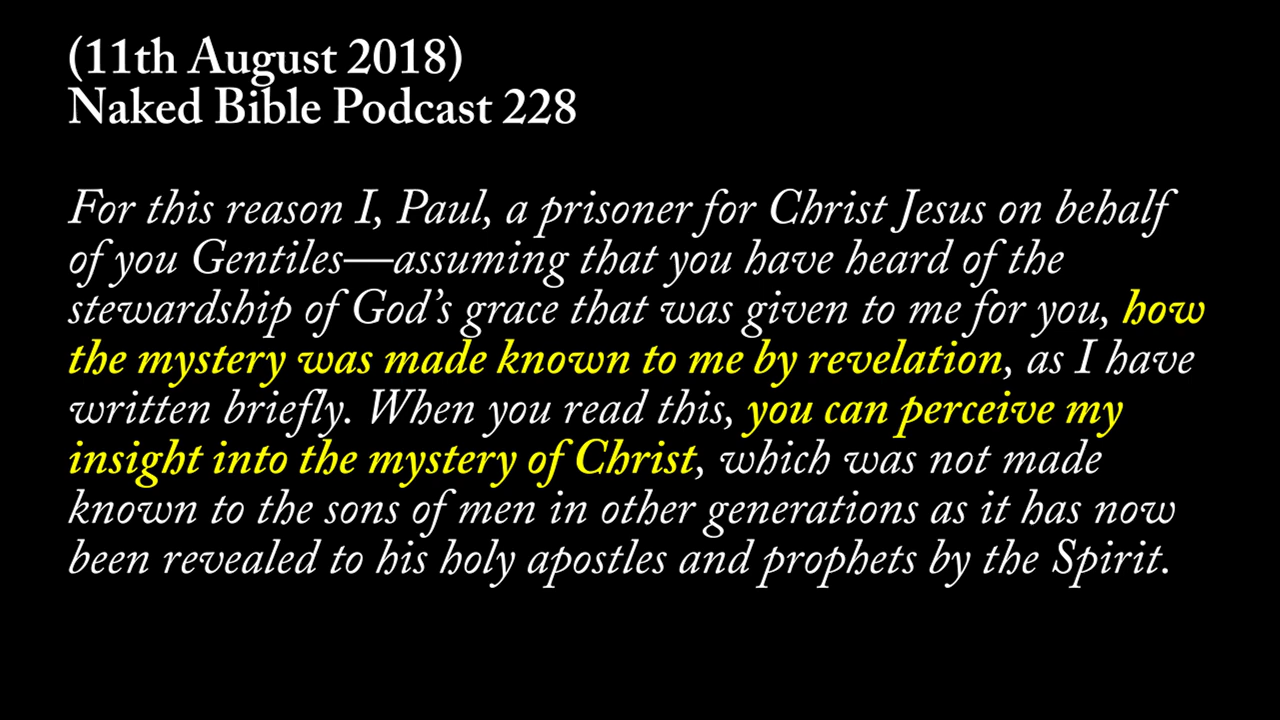 (11th August 2018)
Naked Bible Podcast 228
For this reason I, Paul, a prisoner for Christ Jesus on behalf
of you Gentiles—assuming that you have heard of the
stewardship of God’s grace that was given to me for you, how
the mystery was made known to me by revelation, as I have
written briefly. When you read this, you can perceive my
insight into the mystery of Christ, which was not made
known to the sons of men in other generations as it has now
been revealed to his holy apostles and prophets by the Spirit.